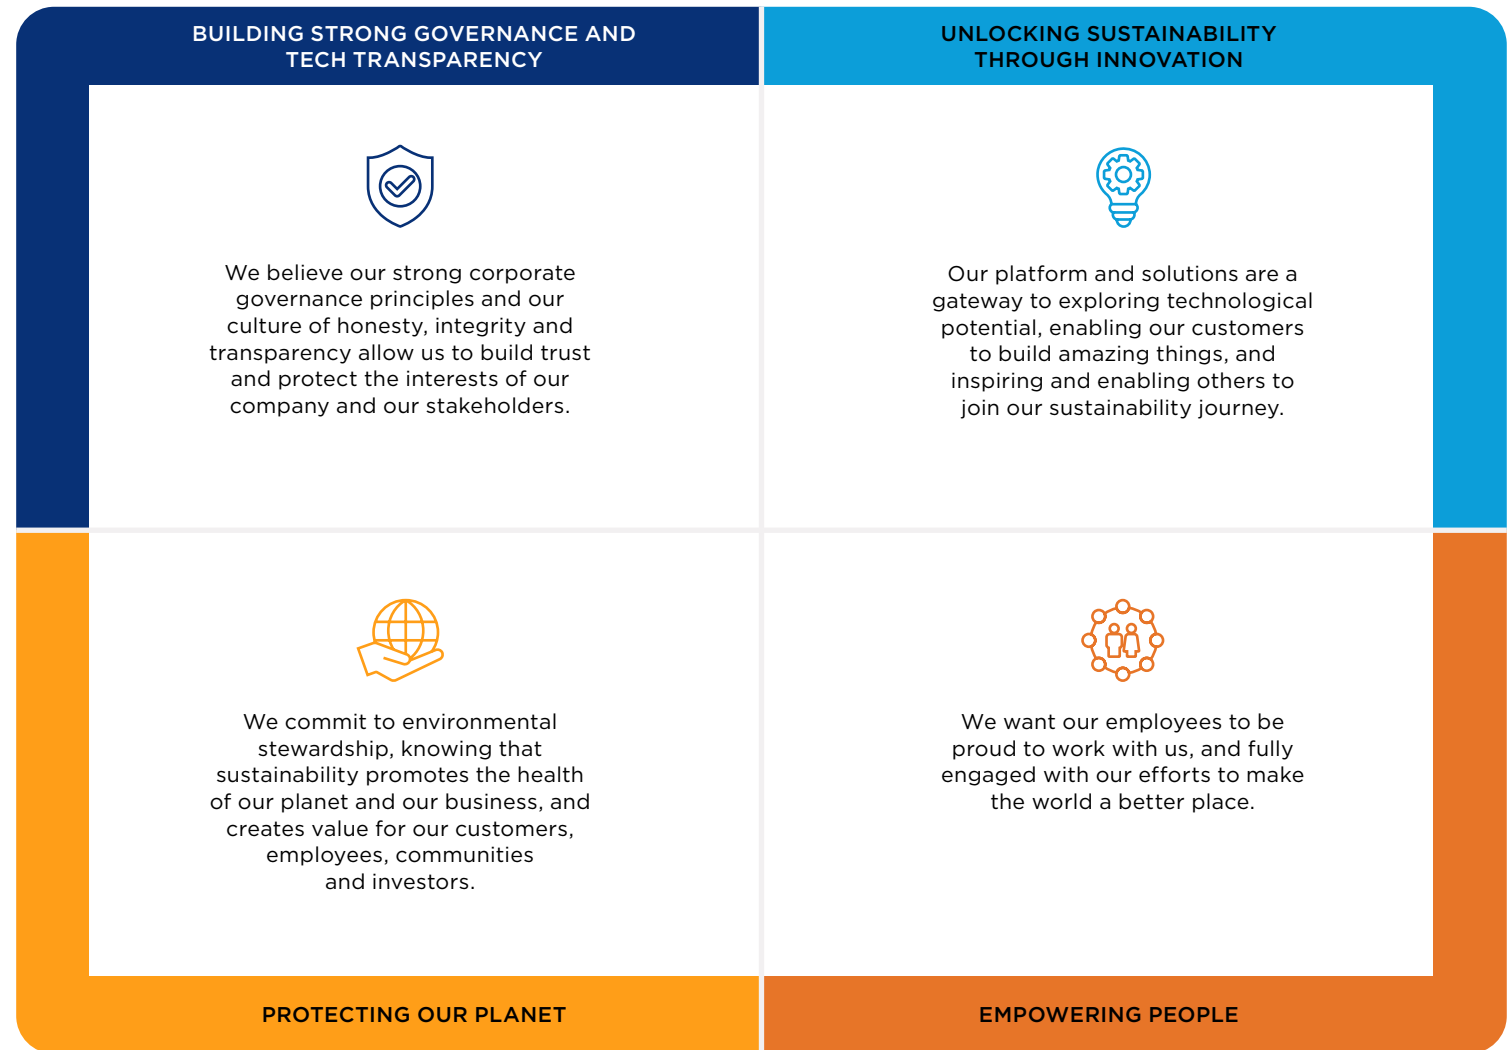 BUILDING STRONG GOVERNANCE AND
TECH TRANSPARENCY
We believe our strong corporate
governance principles and our
culture of honesty, integrity and
transparency allow us to build trust
and protect the interests of our
company and our stakeholders.
UNLOCKING SUSTAINABILITY
THROUGH INNOVATION
Our platform and solutions are a
gateway to exploring technological
potential, enabling our customers
to build amazing things, and
inspiring and enabling others to
join our sustainability journey.
We commit to environmental
stewardship, knowing that
sustainability promotes the health
of our planet and our business, and
creates value for our customers,
employees, communities
and investors.
PROTECTING OUR PLANET
We want our employees to be
proud to work with us, and fully
engaged with our efforts to make
the world a better place.
EMPOWERING PEOPLE